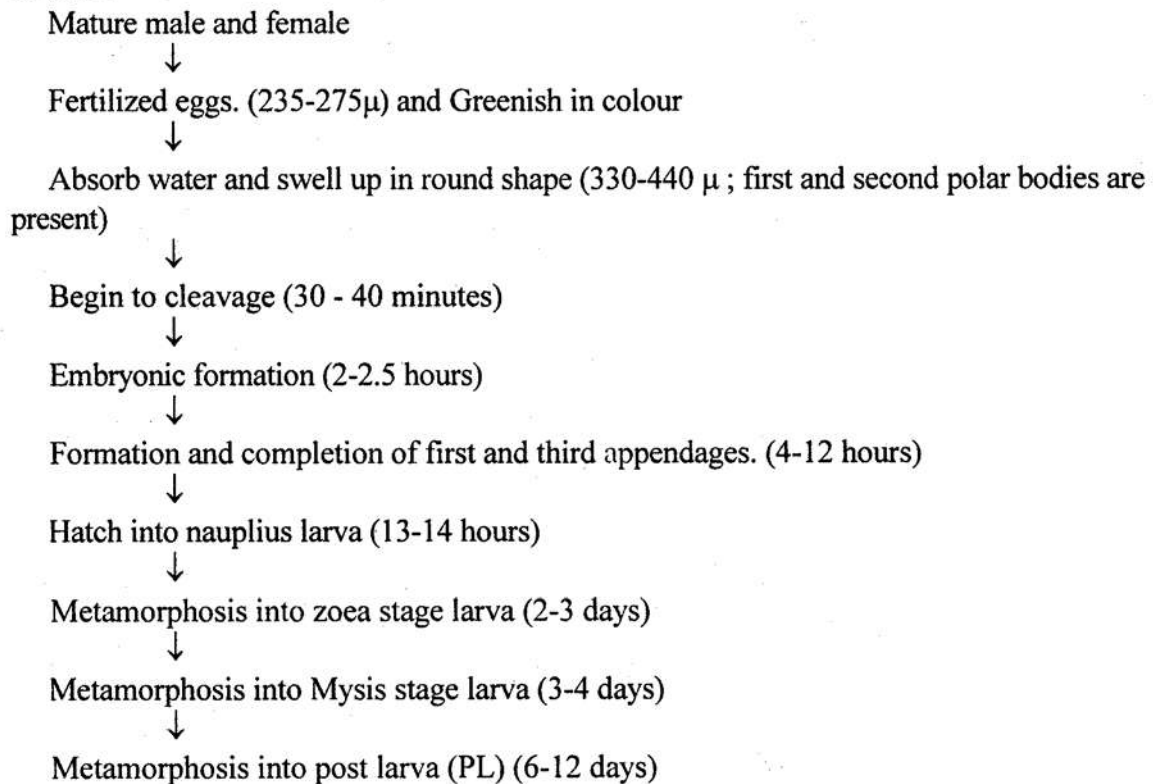 Mature male and female
↓
Fertilized eggs. (235-275μ) and Greenish in colour
↓
Absorb water and swell up in round shape (330-440 μ ; first and second polar bodies are
present)
↓
Begin to cleavage (30 - 40 minutes)
↓
Embryonic formation (2-2.5 hours)
↓
Formation and completion of first and third appendages. (4-12 hours)
↓
Hatch into nauplius larva (13-14 hours)
↓
Metamorphosis into zoea stage larva (2-3 days)
↓
Metamorphosis into Mysis stage larva (3-4 days)
↓
Metamorphosis into post larva (PL) (6-12 days)